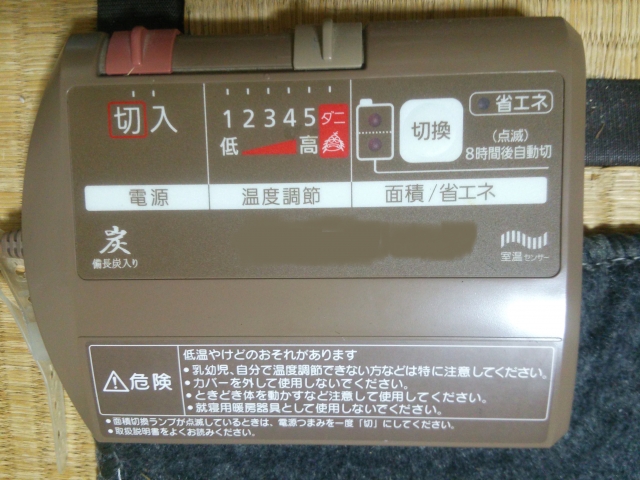 切 入
1 2 3 4 5 ダニ
低 高
切換
省エネ
(点滅)
8時間後自動切
電源
温度調節
面積/省エネ
炭
備長炭入り
室温センサー
危険
低温やけどのおそれがあります
・乳幼児、自分で温度調節できない方などは特に注意してください。
・カバーを外して使用しないでください。
・ときどき体を動かすなど注意して使用してください。
・就寝用暖房器具として使用しないでください。
・面積切換ランプが点滅しているときは、電源つまみを一度「切」にしてください。
・取扱説明書をよくお読みください。